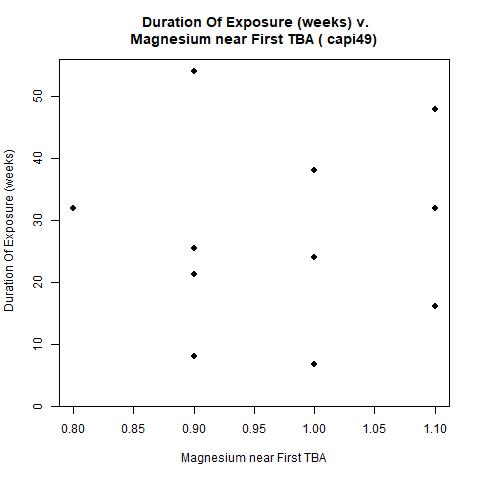 Duration Of Exposure (weeks) v.
Magnesium near First TBA ( capi49)
Duration Of Exposure (weeks)
50
40
30
20
10
0
0.80 0.85 0.90 0.95 1.00 1.05 1.10
Magnesium near First TBA